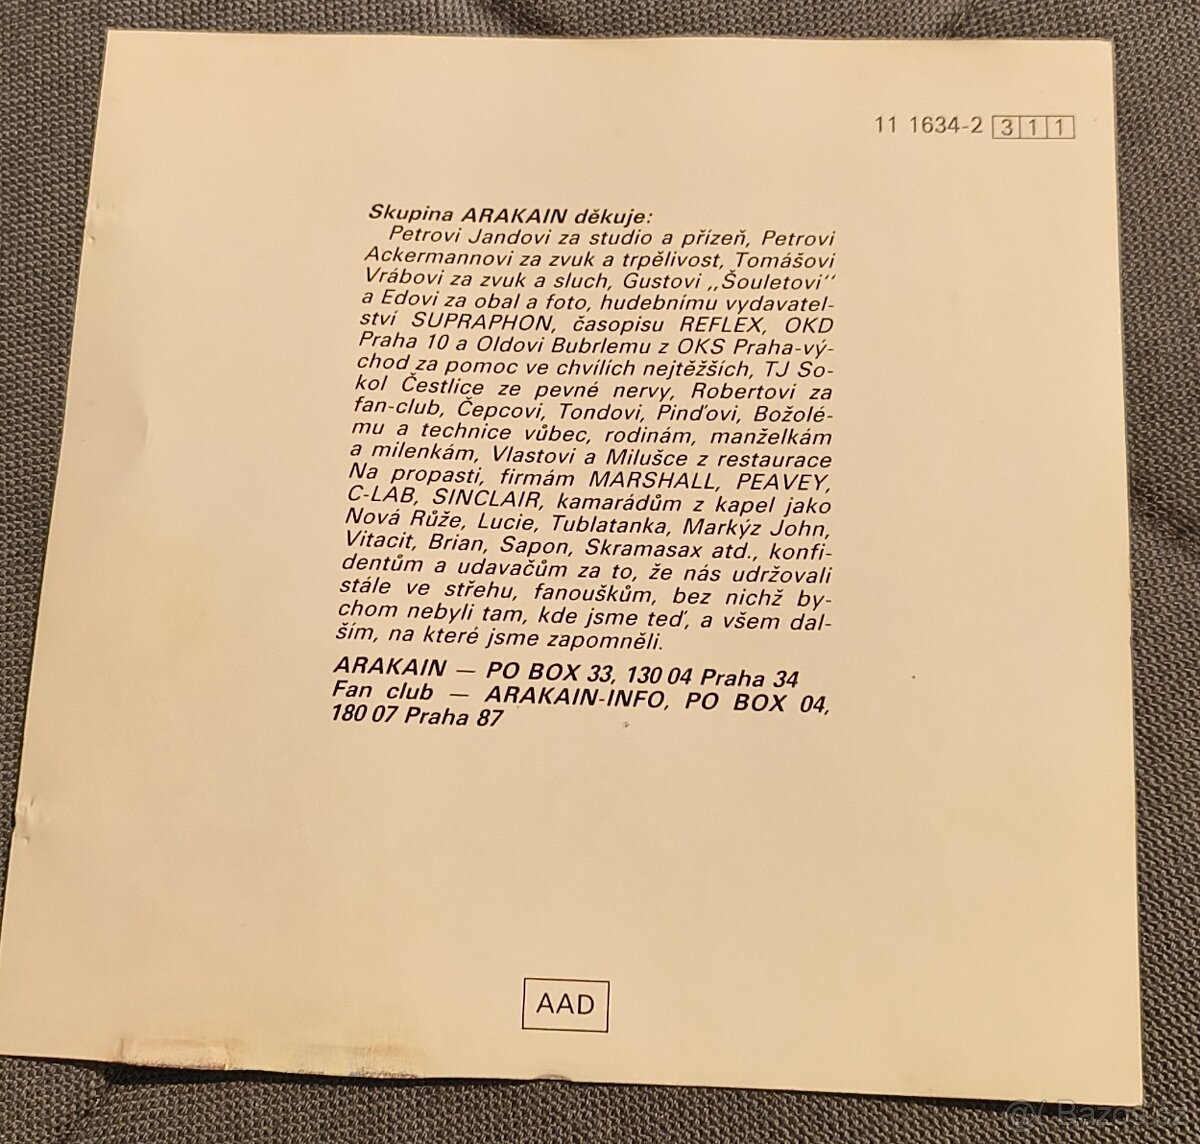 11 1634-2 311
Skupina ARAKAIN děkuje:
Petrovi Jandovi za studio a přízeň, Petrovi
Ackermannovi za zvuk a trpělivost, Tomášovi
Vrábovi za zvuk a sluch, Gustovi „Šouletovi''
a Edovi za obal a foto, hudebnímu vydavatel-
ství SUPRAPHON, časopisu REFLEX, OKD
Praha 10 a Oldovi Bubrlemu z OKS Praha-vý-
chod za pomoc ve chvílích nejtěžších, TJ So-
kol Čestlice ze pevné nervy, Robertovi za
fan-club, Čepcovi, Tondovi, Pinďovi, Božolé-
mu a technice vůbec, rodinám, manželkám
a milenkám, Vlastovi a Milušce z restaurace
Na propasti, firmám MARSHALL, PEAVEY,
C-LAB, SINCLAIR, kamarádům z kapel jako
Nová Růže, Lucie, Tublatanka, Markýz John,
Vitacit, Brian, Sapon, Skramasax atd., konfi-
dentům a udavačům za to, že nás udržovali
stále ve střehu, fanouškům, bez nichž by-
chom nebyli tam, kde jsme teď, a všem dal-
ším, na které jsme zapomněli.
ARAKAIN — PO BOX 33, 130 04 Praha 34
Fan club — ARAKAIN-INFO, PO BOX 04,
180 07 Praha 87
AAD
Bazos.cz